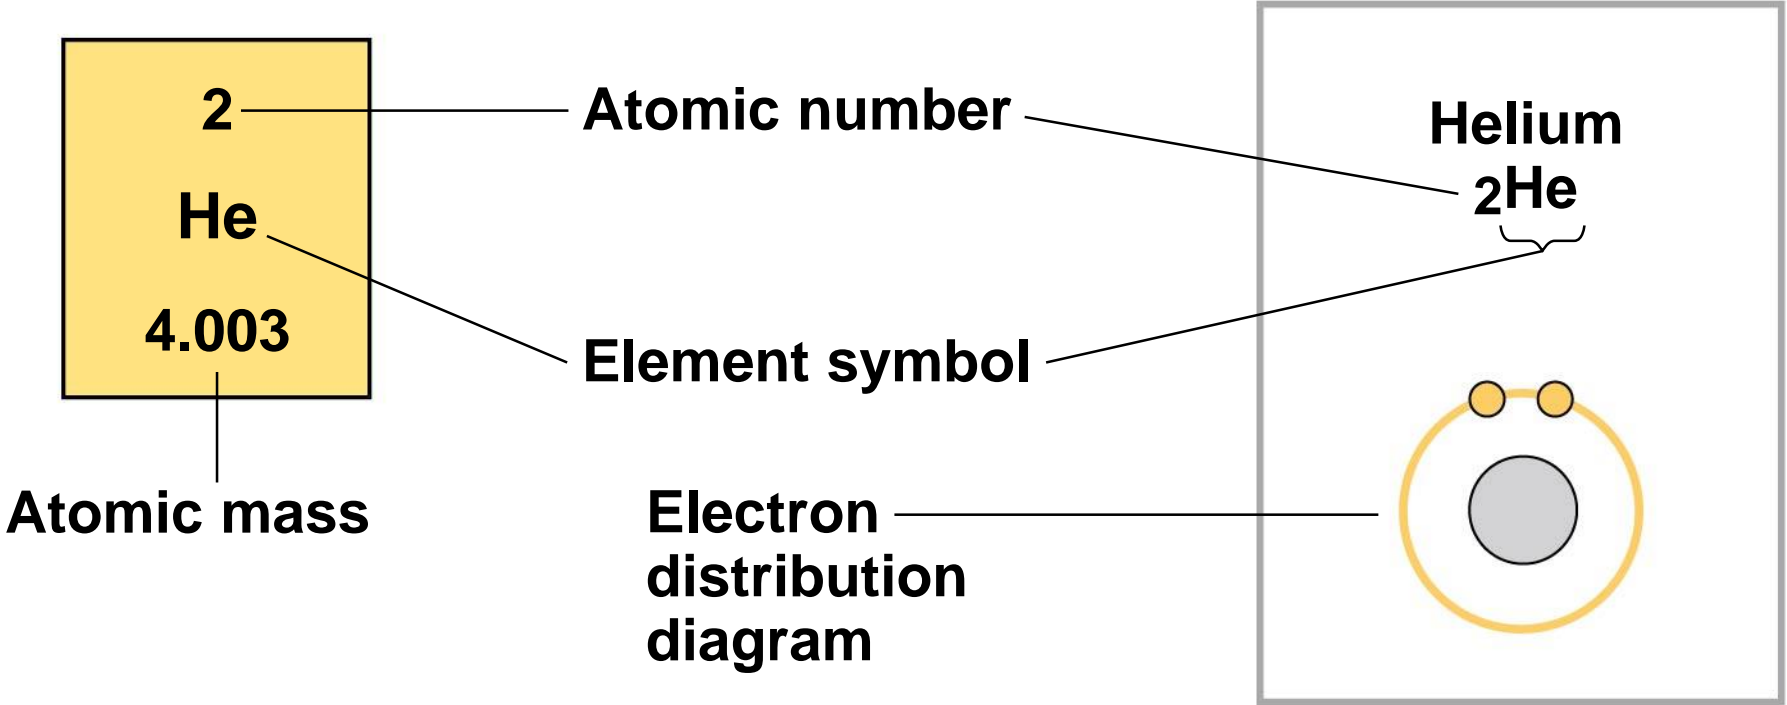 2
He
4.003
Atomic mass
Atomic number
Element symbol
Electron
distribution
diagram
Helium
2He